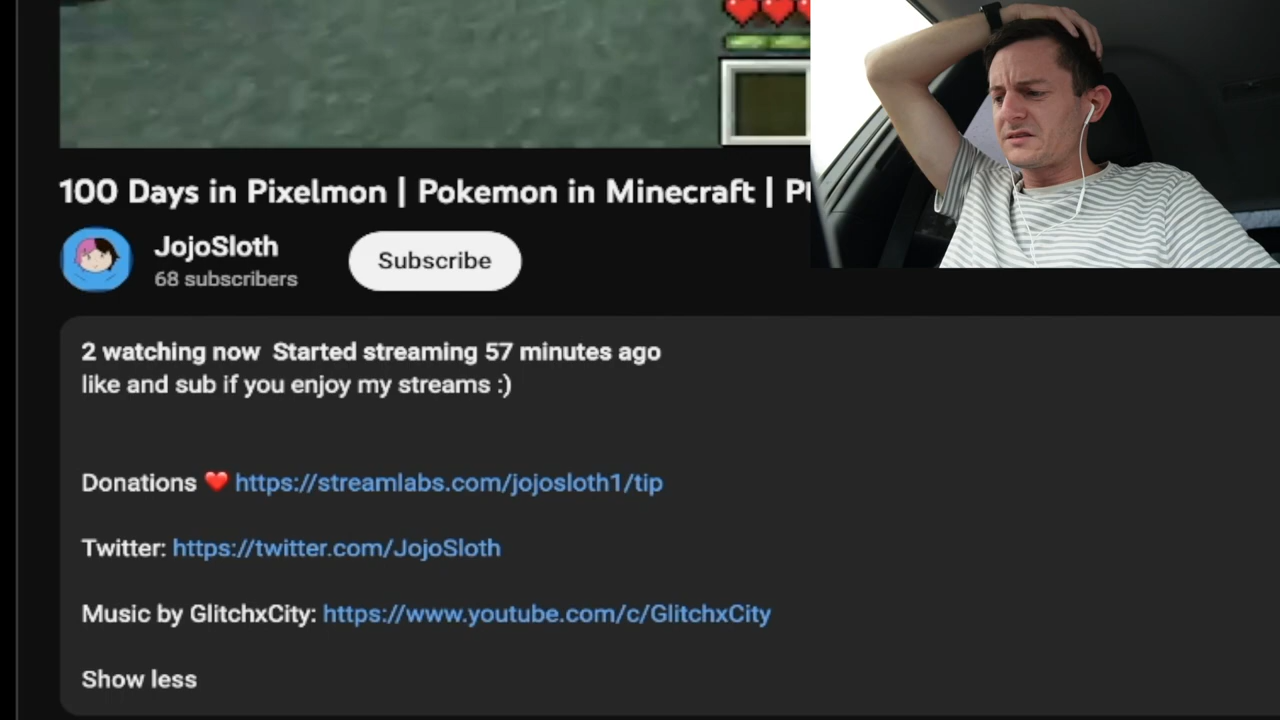 100 Days in Pixelmon | Pokemon in Minecraft |
JojoSloth
68 subscribers
Subscribe
2 watching now Started streaming 57 minutes ago
like and sub if you enjoy my streams :)
Donations ❤️ https://streamlabs.com/jojosloth1/tip
Twitter: https://twitter.com/JojoSloth
Music by GlitchxCity: https://www.youtube.com/c/GlitchxCity
Show less